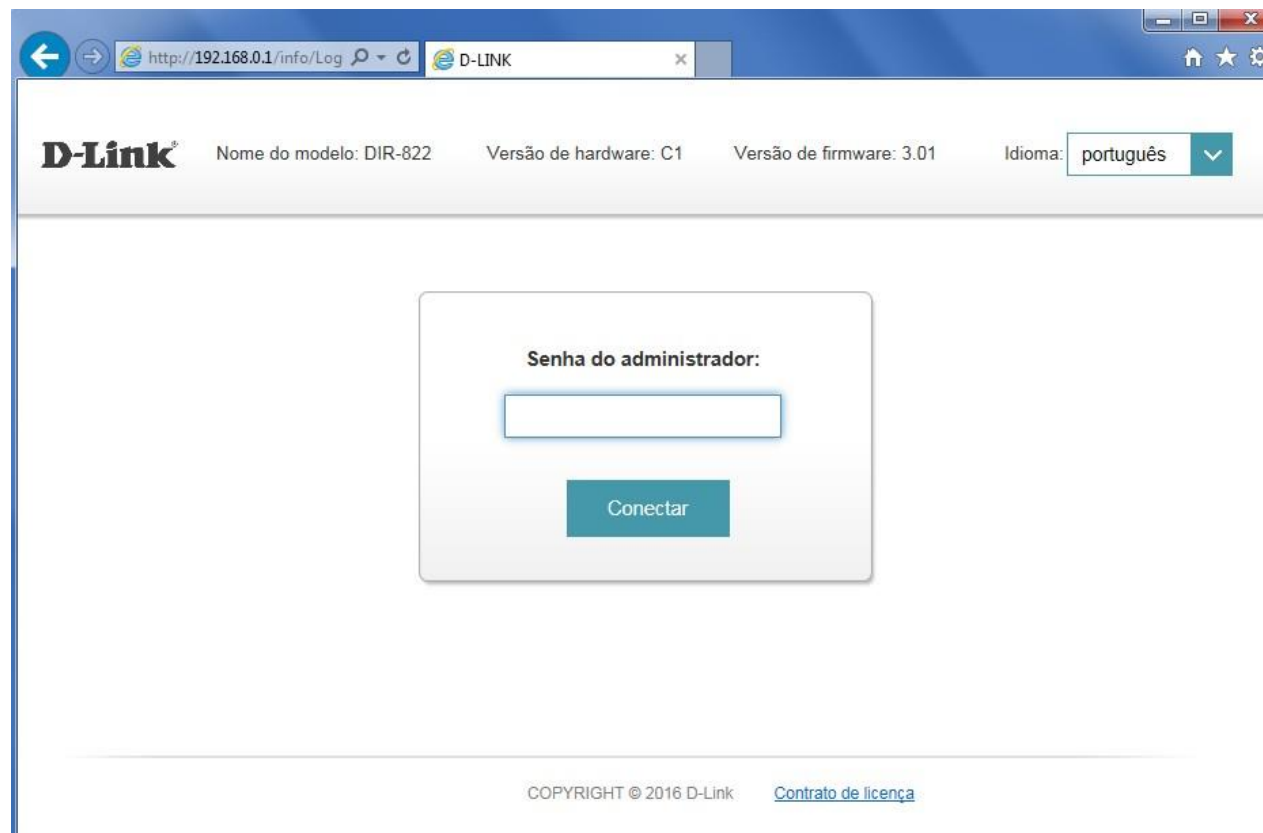 http://192.168.0.1/info/Log
D-LINK
D-Link
Nome do modelo: DIR-822
Versão de hardware: C1
Versão de firmware: 3.01
Idioma:
português
Senha do administrador:
Conectar
COPYRIGHT © 2016 D-Link
Contrato de licença